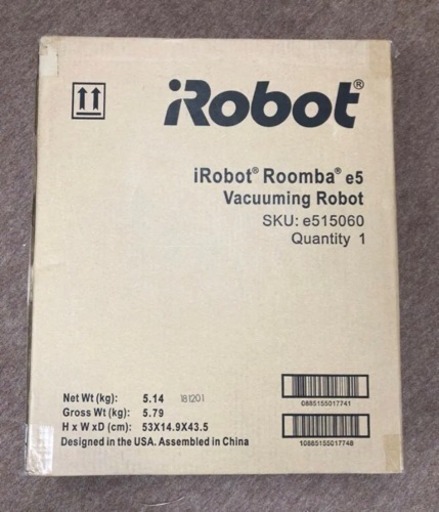 iRobot®
iRobot® Roomba® e5
Vacuuming Robot
SKU: e515060
Quantity 1
Net Wt (kg): 5.14 181201
Gross Wt (kg): 5.79
H x W xD (cm): 53X14.9X43.5
Designed in the USA. Assembled in China
0885155017741
10885155017748